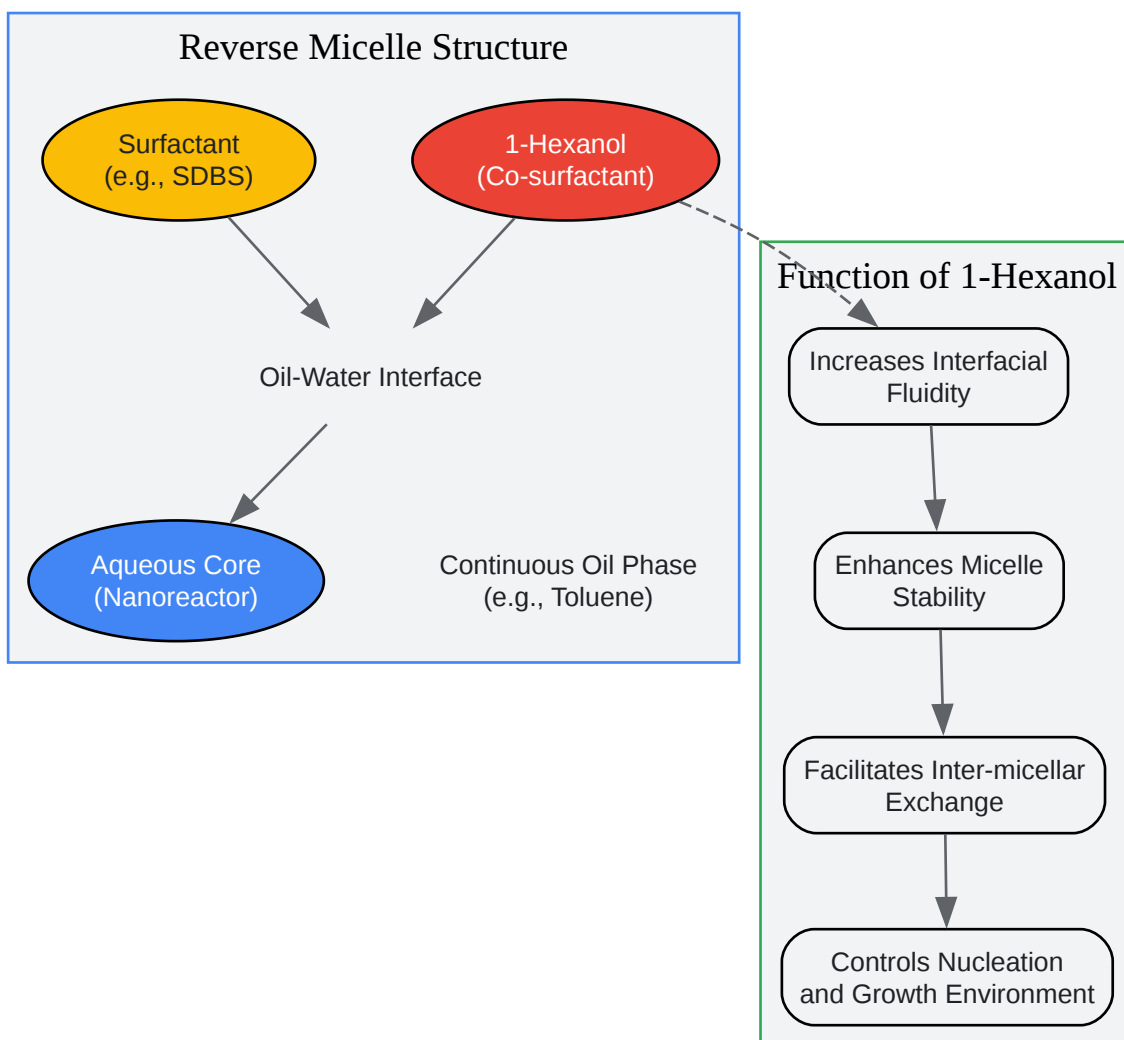 Reverse Micelle Structure
Surfactant
(e.g., SDBS)
1-Hexanol
(Co-surfactant)
Oil-Water Interface
Aqueous Core
(Nanoreactor)
Continuous Oil Phase
(e.g., Toluene)
Function of 1-Hexanol
Increases Interfacial
Fluidity
Enhances Micelle
Stability
Facilitates Inter-micellar
Exchange
Controls Nucleation
and Growth Environment